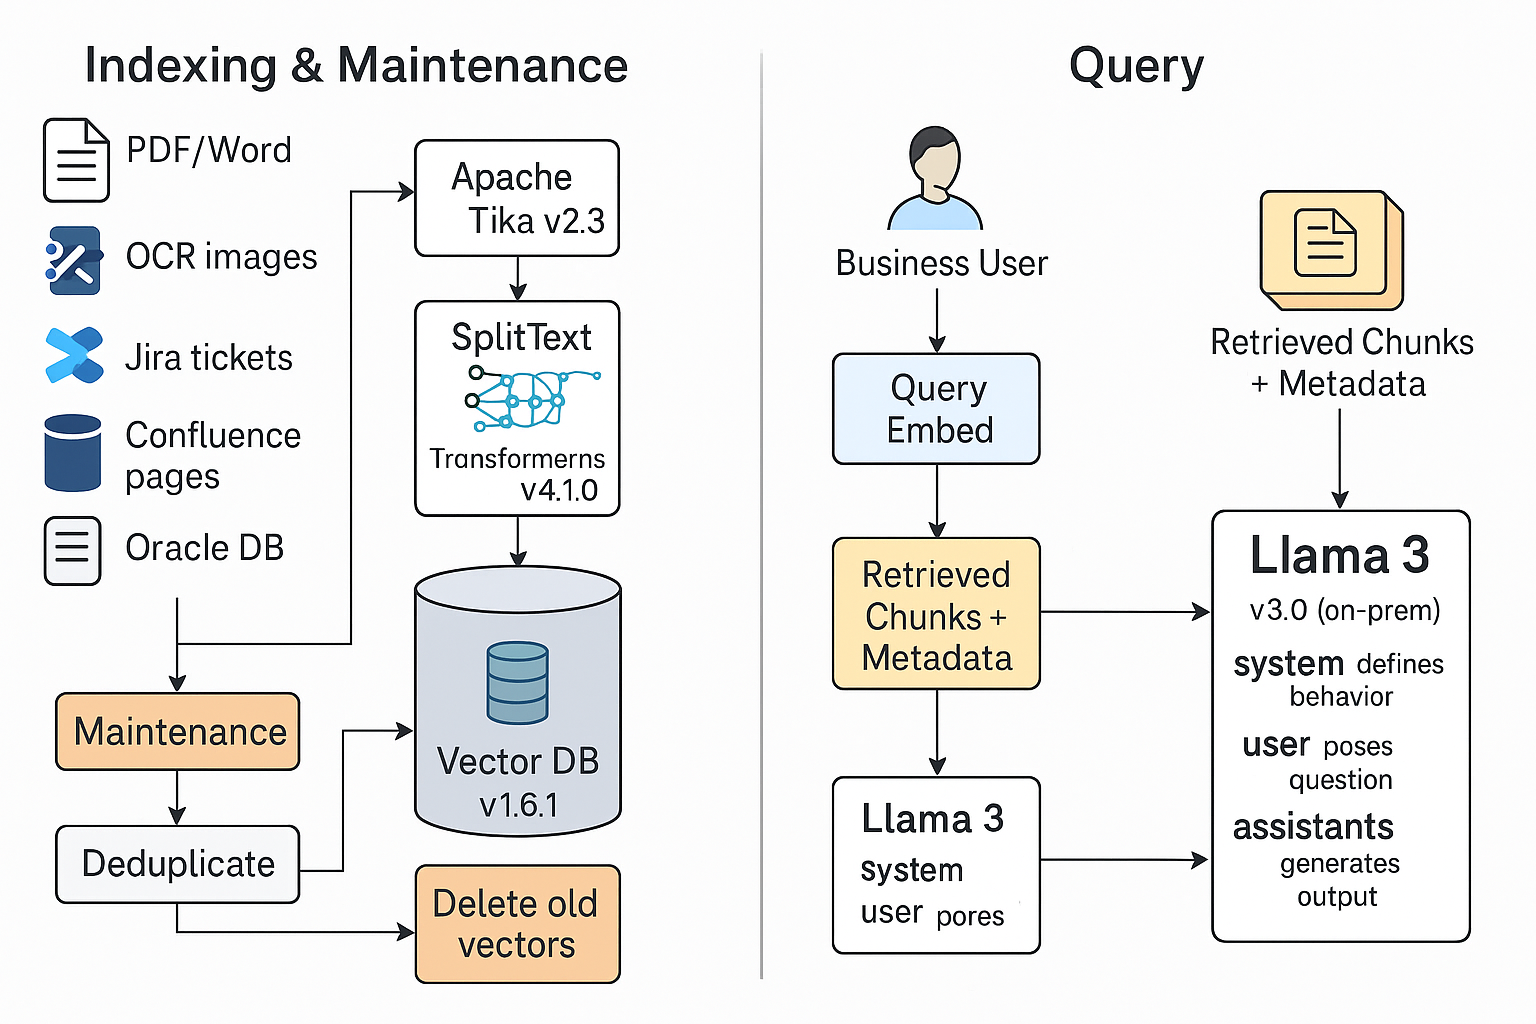 Indexing & Maintenance
PDF/Word
OCR images
Jira tickets
Confluence
pages
Oracle DB
Maintenance
Deduplicate
Apache
Tika v2.3
SplitText
Transformerns
v4.1.0
Vector DB
v1.6.1
Delete old
vectors
Query
Business User
Query
Embed
Retrieved
Chunks +
Metadata
Llama 3
system
user pores
Retrieved Chunks
+ Metadata
Llama 3
v3.0 (on-prem)
system defines
behavior
user poses
question
assistants
generates
output